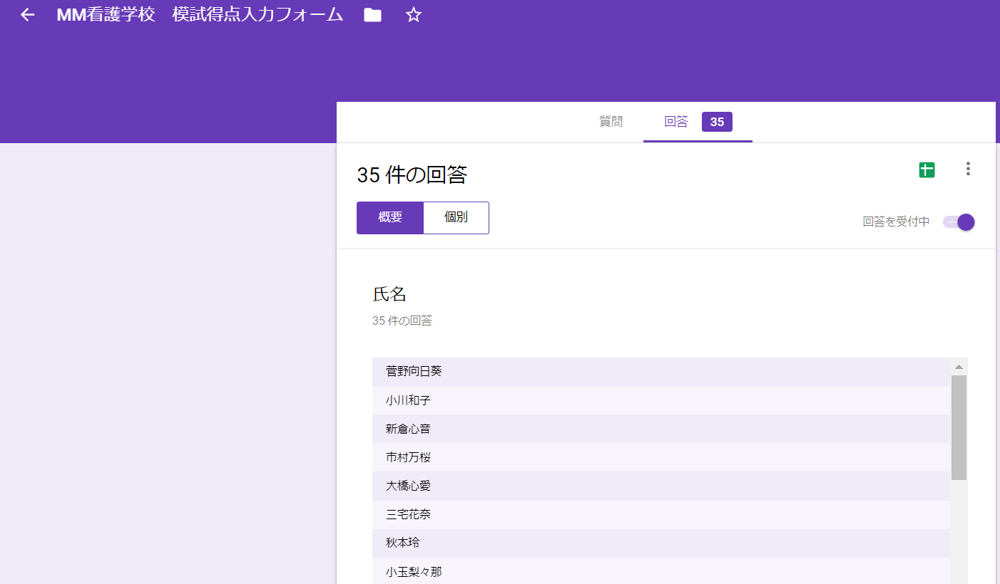 MM看護学校　模試得点入力フォーム
質問
回答 35
35 件の回答
概要 個別
回答を受付中
氏名
35 件の回答
菅野向日葵
小川和子
新倉心音
市村万桜
大橋心愛
三宅花奈
秋本玲
小玉梨々那